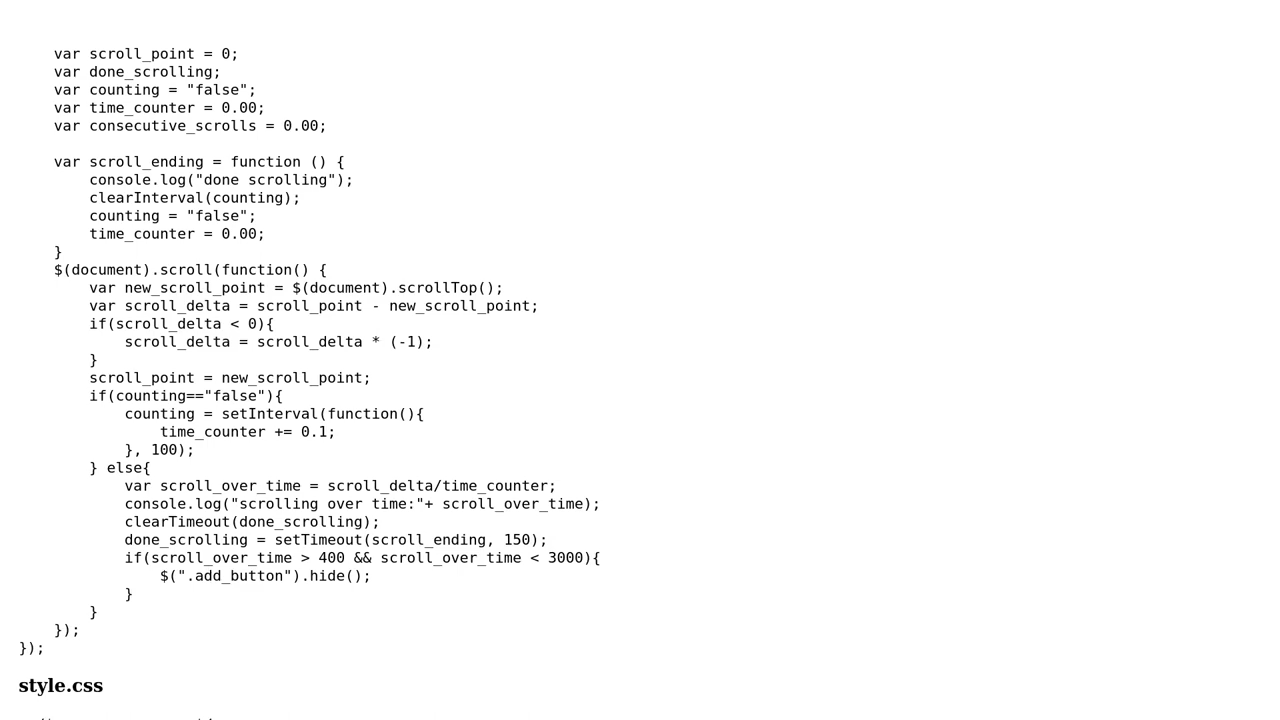 var scroll_point = 0;
var done_scrolling;
var counting = "false";
var time_counter = 0.00;
var consecutive_scrolls = 0.00;
var scroll_ending = function () {
console.log("done scrolling");
clearInterval(counting);
counting = "false";
time_counter = 0.00;
}
$(document).scroll(function() {
var new_scroll_point = $(document).scrollTop();
var scroll_delta = scroll_point - new_scroll_point;
if(scroll_delta < 0){
scroll_delta = scroll_delta * (-1);
}
scroll_point = new_scroll_point;
if(counting=="false"){
counting = setInterval(function(){
time_counter += 0.1;
}, 100);
} else{
var scroll_over_time = scroll_delta/time_counter;
console.log("scrolling over time:"+ scroll_over_time);
clearTimeout(done_scrolling);
done_scrolling = setTimeout(scroll_ending, 150);
if(scroll_over_time > 400 && scroll_over_time < 3000){
$(".add_button").hide();
}
}
});
});
style.css